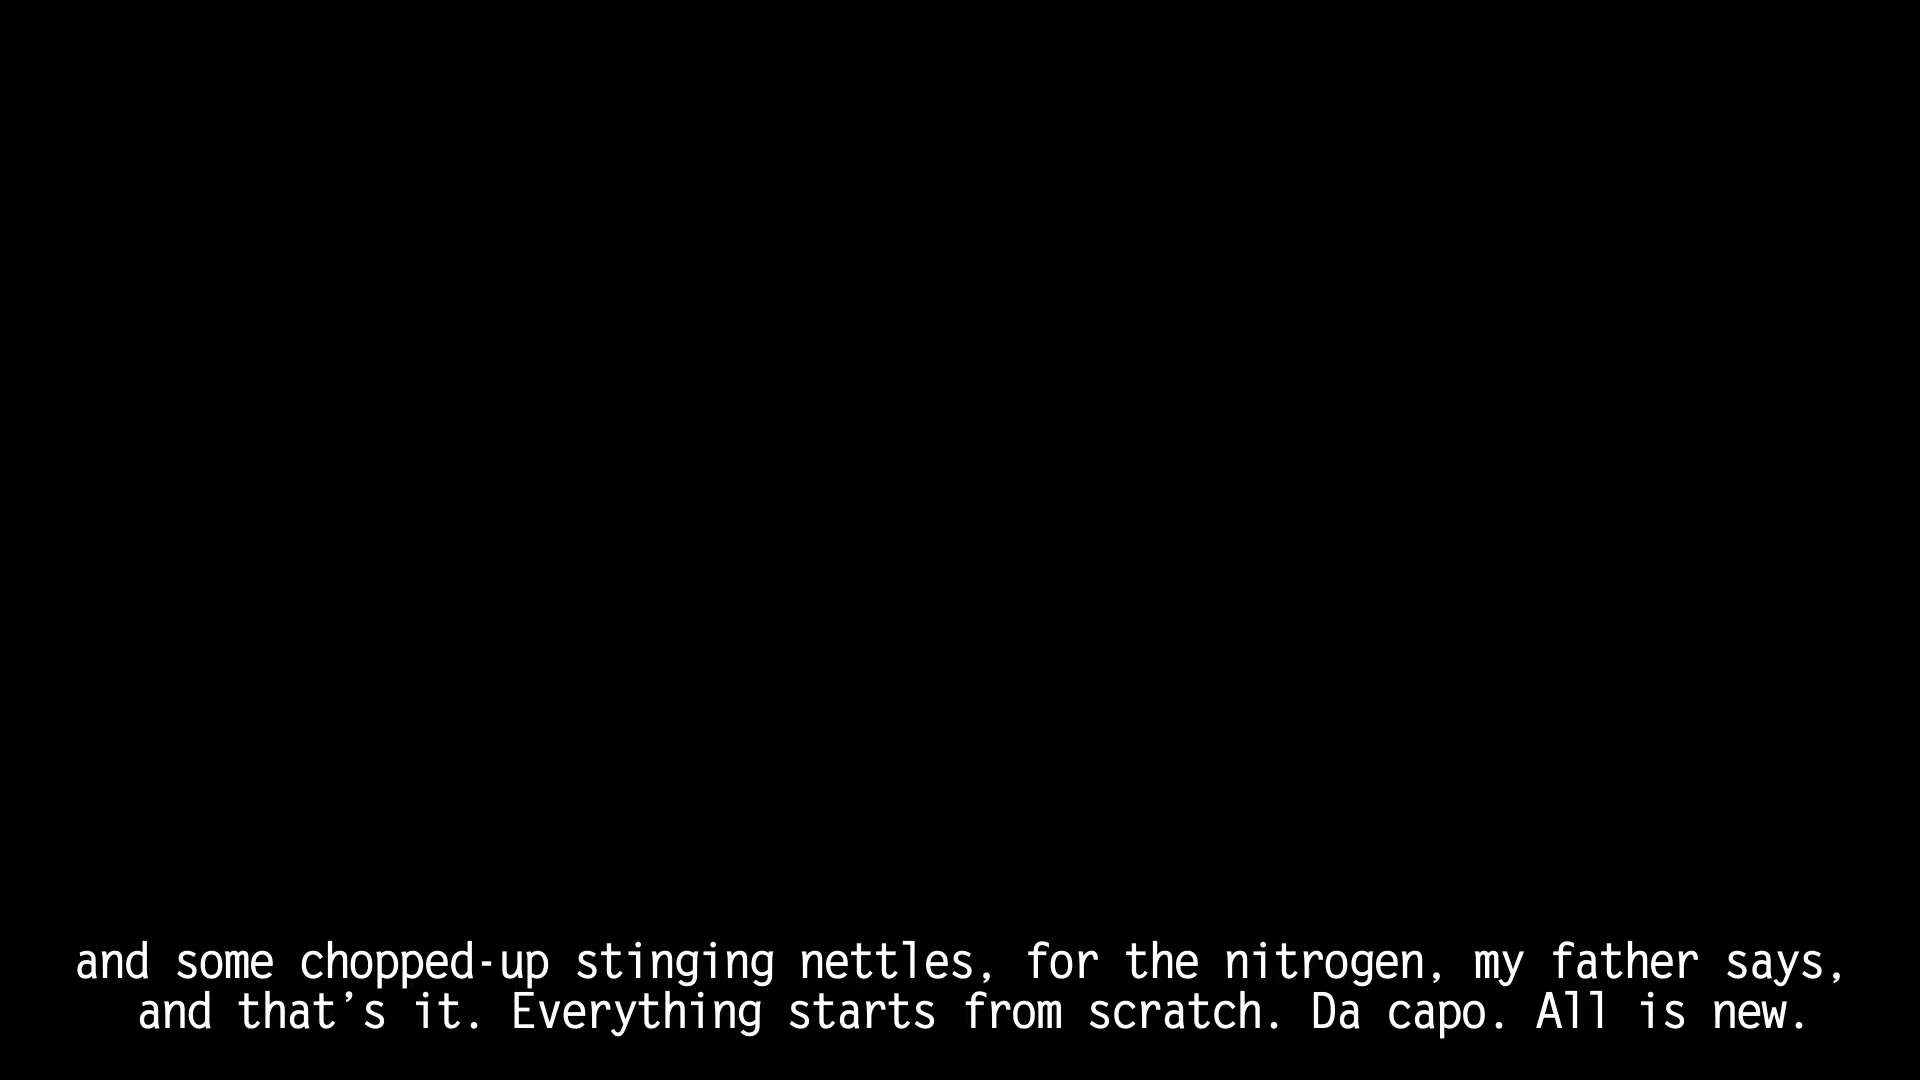 and some chopped-up stinging nettles, for the nitrogen, my father says,
and that’s it. Everything starts from scratch. Da capo. All is new.